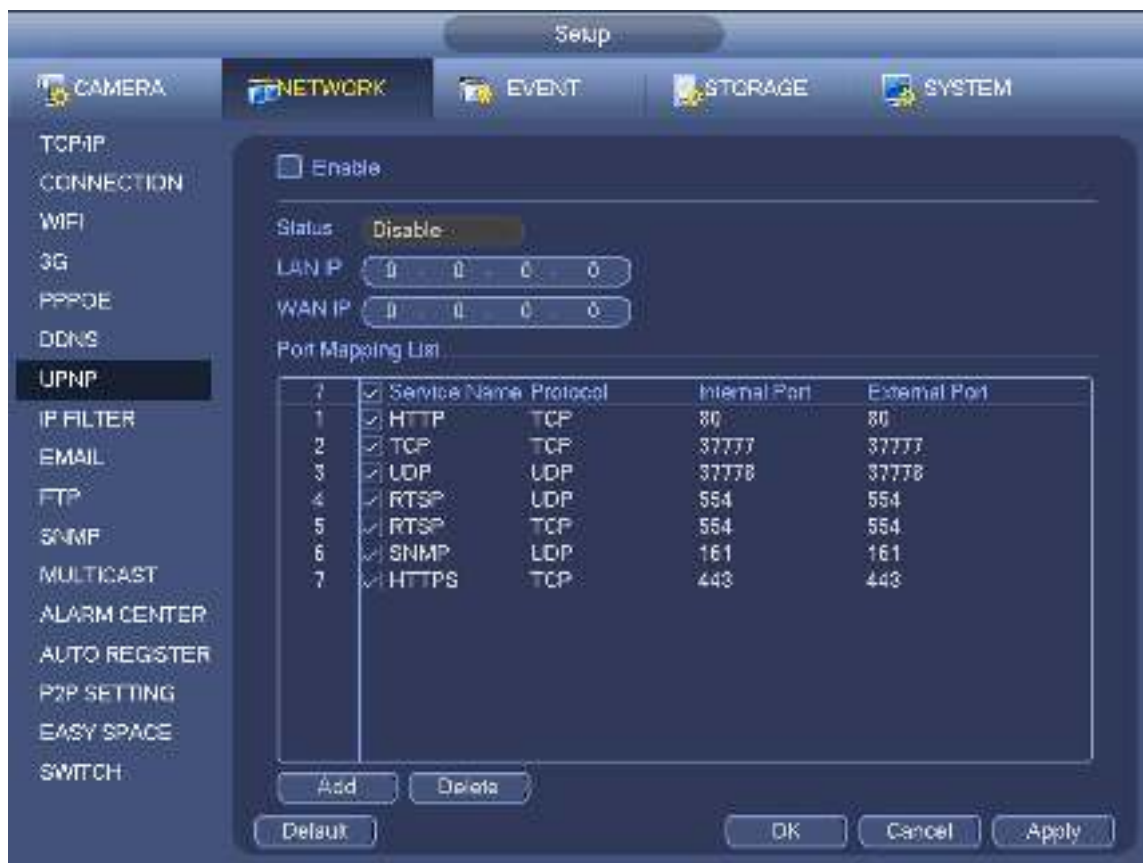 Setup
CAMERA NETWORK EVENT STORAGE SYSTEM
TCP/IP
CONNECTION
WIFI
3G
PPPOE
DDNS
UPNP
IP FILTER
EMAIL
FTP
SNMP
MULTICAST
ALARM CENTER
AUTO REGISTER
P2P SETTING
EASY SPACE
SWITCH
Enable
Status Disable
LAN IP 0 . 0 . 0 . 0
WAN IP 0 . 0 . 0 . 0
Port Mapping List
7 Service Name Protocol Internal Port External Port
1 HTTP TCP 80 80
2 TCP TCP 37777 37777
3 UDP UDP 37778 37778
4 RTSP UDP 554 554
5 RTSP TCP 554 554
6 SNMP UDP 161 161
7 HTTPS TCP 443 443
Add Delete
Default OK Cancel Apply